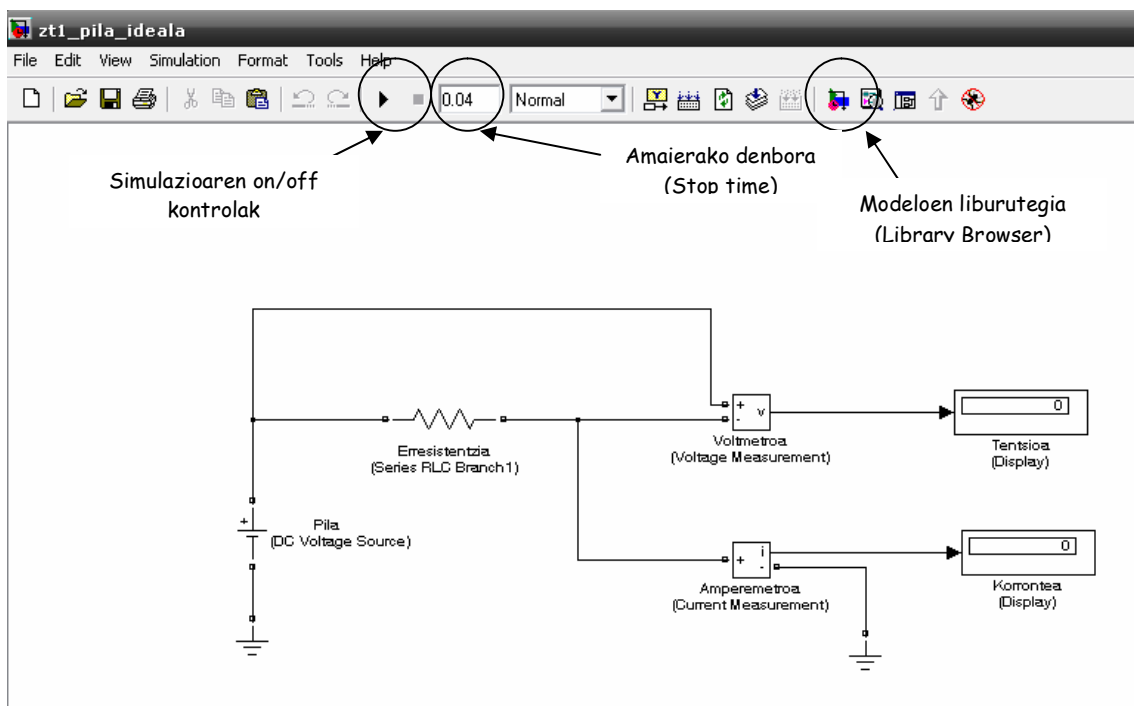 zt1_pila_ideala
File Edit View Simulation Format Tools Help
0.04 Normal
Simulazioaren on/off
kontrolak
Amaierako denbora
(Stop time)
Modeloen liburutegia
(Library Browser)
+ v
-
0
Erresistentzia
(Series RLC Branch1)
Voltmetroa
(Voltage Measurement)
Tentsioa
(Display)
+
Pila
(DC Voltage Source)
+ i
-
0
Amperemetroa
(Current Measurement)
Korrontea
(Display)